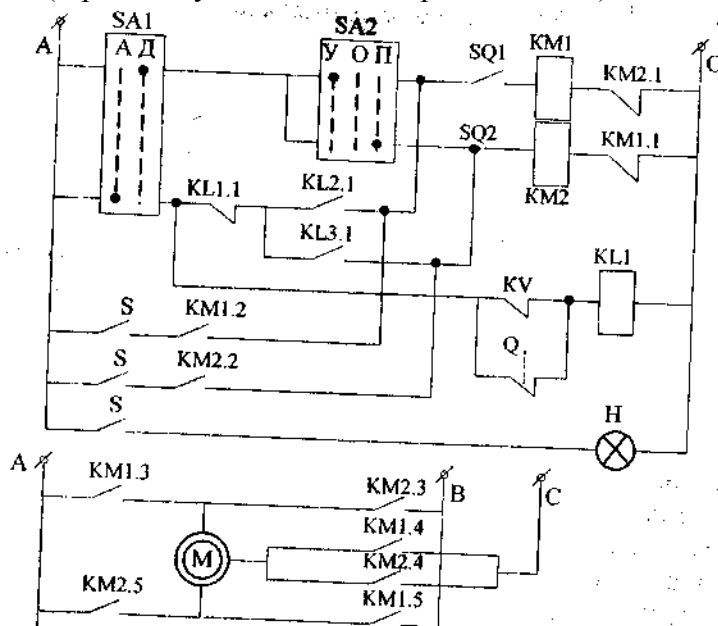 SA1
SA2
А Д
У О П
A
SQ1
KM1
KM2.1
C
SQ2
KM1.1
KM2
KL1.1
KL2.1
KL3.1
KV
KL1
S
KM1.2
Q
S
KM2.2
S
H
A
KM1.3
KM2.3
B
C
KM1.4
M
KM2.4
KM2.5
KM1.5